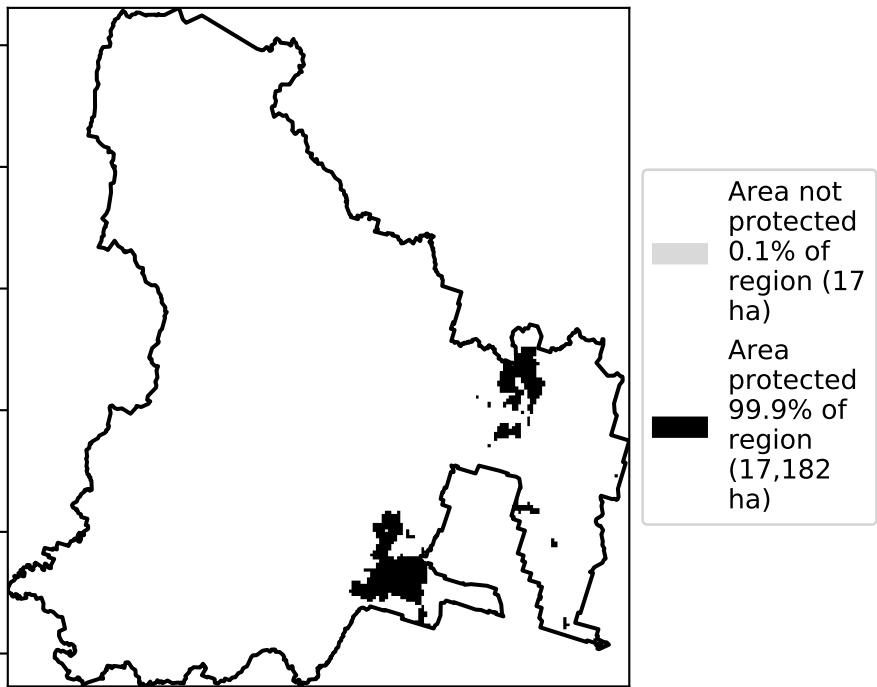 Area not
protected
0.1% of
region (17
ha)
Area
protected
99.9% of
region
(17,182
ha)